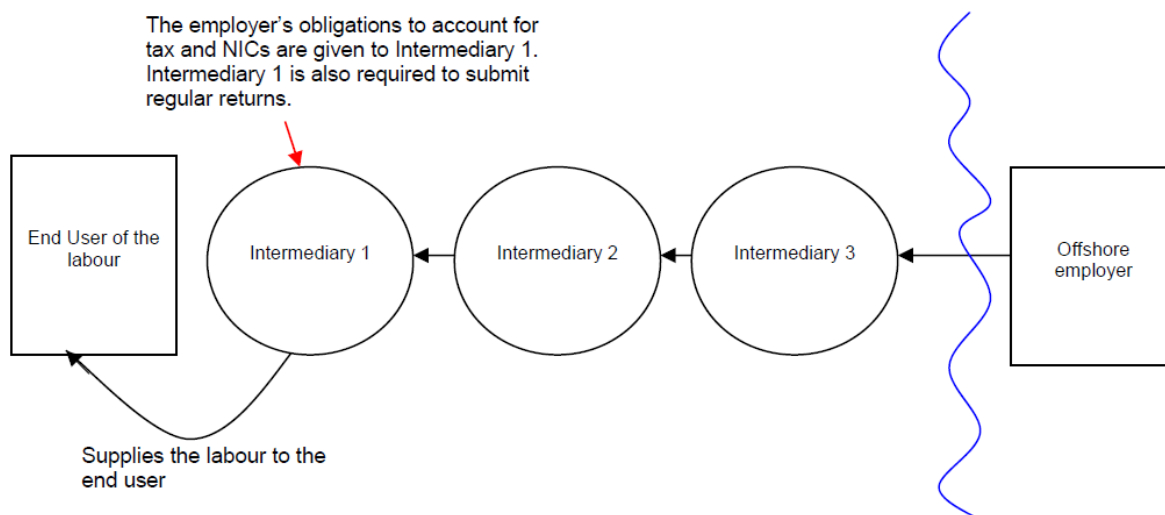 The employer's obligations to account for
tax and NICs are given to Intermediary 1.
Intermediary 1 is also required to submit
regular returns.
End User of the
labour
Intermediary 1
Intermediary 2
Intermediary 3
Offshore
employer
Supplies the labour to the
end user